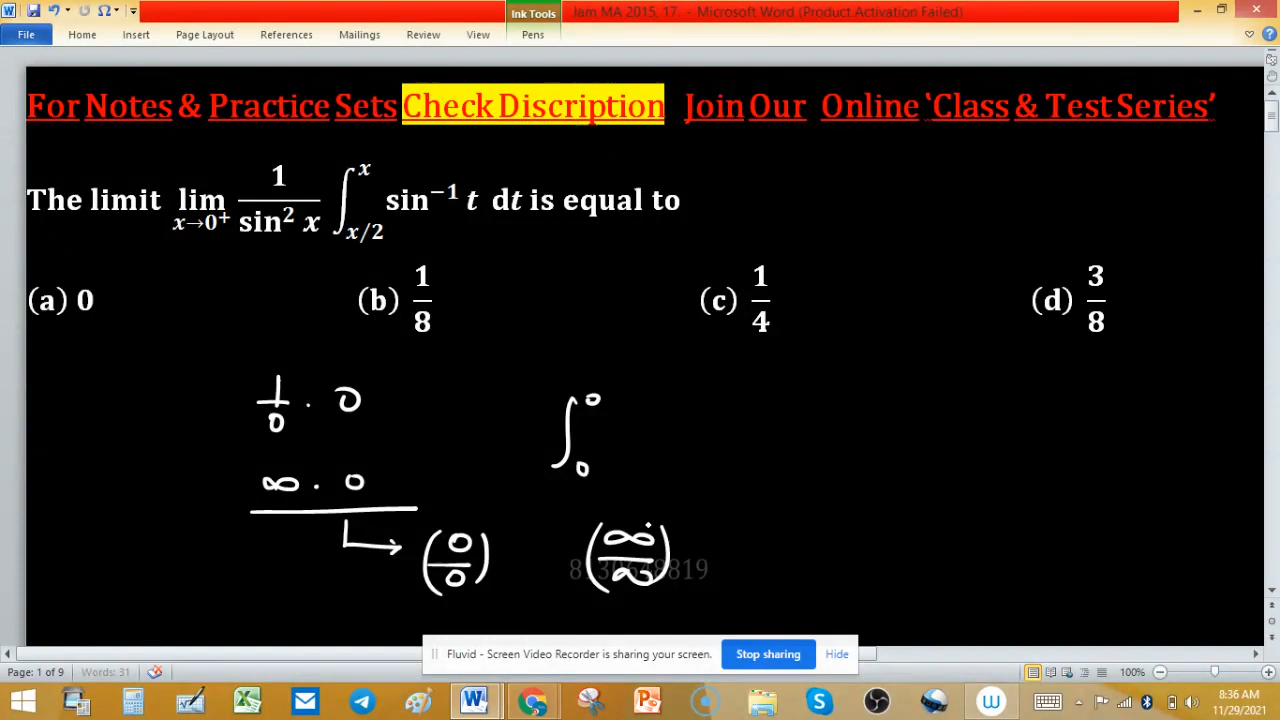 Ink Tools
Jam MA 2015, 17. - Microsoft Word (Product Activation Failed)
File Home Insert Page Layout References Mailings Review View Pens
For Notes & Practice Sets Check Discription Join Our Online 'Class & Test Series'
The limit lim x→0⁺ 1/sin² x ∫_{x/2}^{x} sin⁻¹ t dt is equal to
(a) 0 (b) 1/8 (c) 1/4 (d) 3/8
1/0 · 0 ∫_0^0
∞ · 0
(0/0) (∞/∞)
8130648819
Fluvid - Screen Video Recorder is sharing your screen. Stop sharing Hide
Page: 1 of 9 Words: 31 100%
8:36 AM
11/29/2021